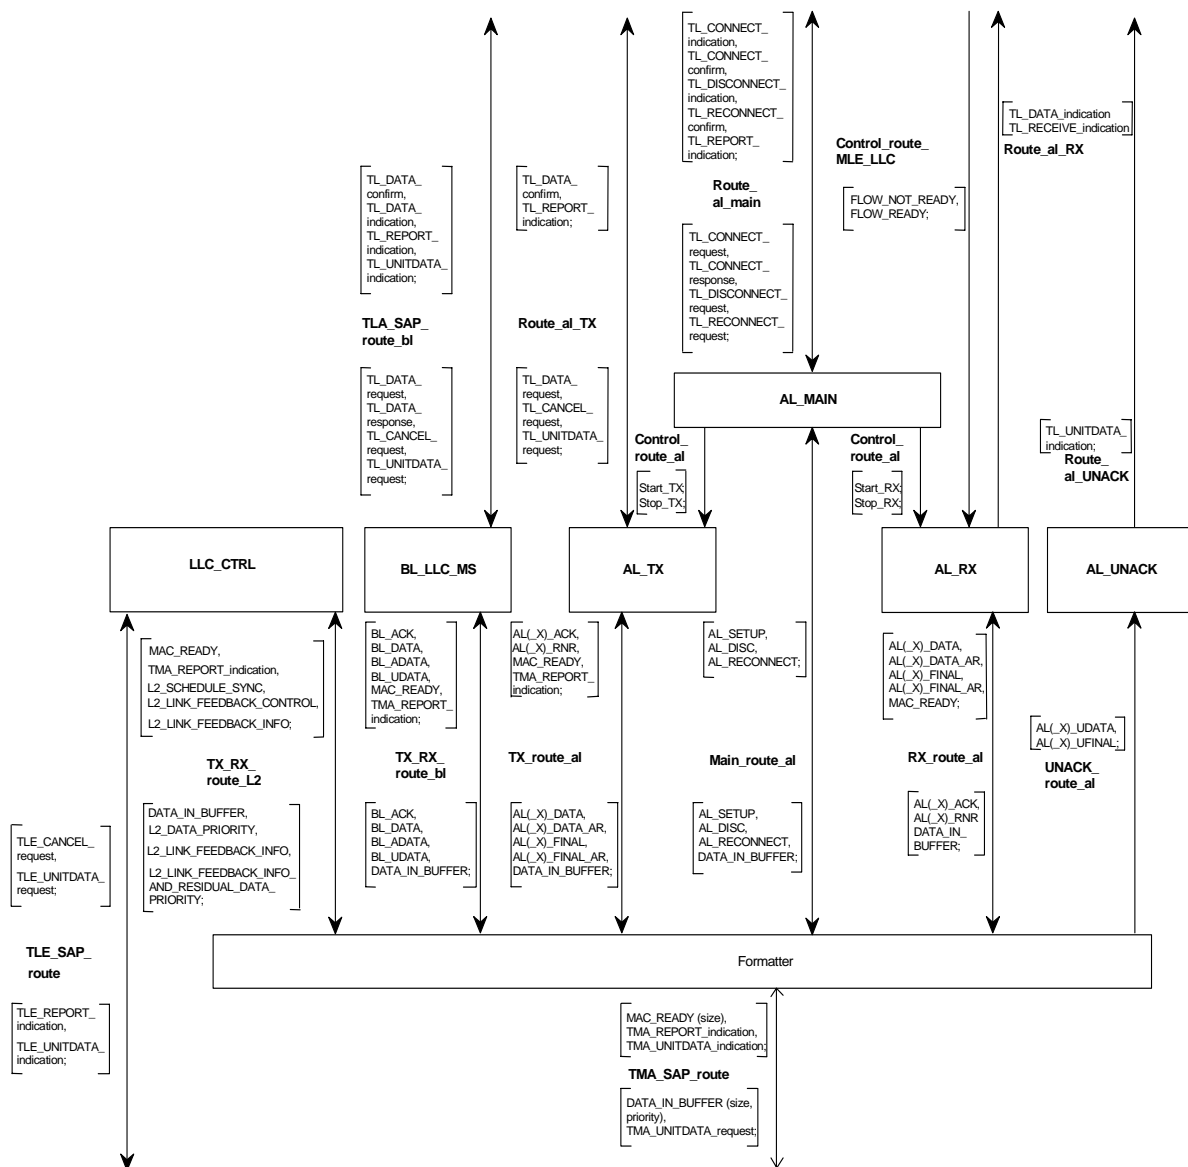 TL_CONNECT_
indication,
TL_CONNECT_
confirm,
TL_DISCONNECT_
indication,
TL_RECONNECT_
confirm,
TL_REPORT_
indication;
TL_DATA_indication
TL_RECEIVE_indication
Route_al_RX
Control_route_
MLE_LLC
FLOW_NOT_READY,
FLOW_READY;
TL_DATA_
confirm,
TL_DATA_
indication,
TL_REPORT_
indication,
TL_UNITDATA_
indication;
TL_DATA_
confirm,
TL_REPORT_
indication;
Route_
al_main
TL_CONNECT_
request,
TL_CONNECT_
response,
TL_DISCONNECT_
request,
TL_RECONNECT_
request;
TLA_SAP_
route_bl
Route_al_TX
TL_DATA_
request,
TL_DATA_
response,
TL_CANCEL_
request,
TL_UNITDATA_
request;
TL_DATA_
request,
TL_CANCEL_
request,
TL_UNITDATA_
request;
AL_MAIN
Control_
route_al
Start_TX;
Stop_TX;
Control_
route_al
Start_RX;
Stop_RX;
TL_UNITDATA_
indication;
Route_
al_UNACK
LLC_CTRL
BL_LLC_MS
AL_TX
AL_RX
AL_UNACK
MAC_READY,
TMA_REPORT_indication,
L2_SCHEDULE_SYNC,
L2_LINK_FEEDBACK_CONTROL,
L2_LINK_FEEDBACK_INFO;
BL_ACK,
BL_DATA,
BL_ADATA,
BL_UDATA,
MAC_READY,
TMA_REPORT_
indication;
AL(_X)_ACK,
AL(_X)_RNR,
MAC_READY,
TMA_REPORT_
indication;
AL_SETUP,
AL_DISC,
AL_RECONNECT;
AL(_X)_DATA,
AL(_X)_DATA_AR,
AL(_X)_FINAL,
AL(_X)_FINAL_AR,
MAC_READY;
AL(_X)_UDATA,
AL(_X)_UFINAL;
TX_RX_
route_L2
TX_RX_
route_bl
TX_route_al
Main_route_al
RX_route_al
UNACK_
route_al
DATA_IN_BUFFER,
L2_DATA_PRIORITY,
L2_LINK_FEEDBACK_INFO,
L2_LINK_FEEDBACK_INFO_
AND_RESIDUAL_DATA_
PRIORITY;
BL_ACK,
BL_DATA,
BL_ADATA,
BL_UDATA,
DATA_IN_BUFFER;
AL(_X)_DATA,
AL(_X)_DATA_AR,
AL(_X)_FINAL,
AL(_X)_FINAL_AR,
DATA_IN_BUFFER;
AL_SETUP,
AL_DISC,
AL_RECONNECT,
DATA_IN_BUFFER;
AL(_X)_ACK,
AL(_X)_RNR
DATA_IN_
BUFFER;
TLE_CANCEL_
request,
TLE_UNITDATA_
request;
TLE_SAP_
route
TLE_REPORT_
indication,
TLE_UNITDATA_
indication;
Formatter
MAC_READY (size),
TMA_REPORT_indication,
TMA_UNITDATA_indication;
TMA_SAP_route
DATA_IN_BUFFER (size,
priority),
TMA_UNITDATA_request;